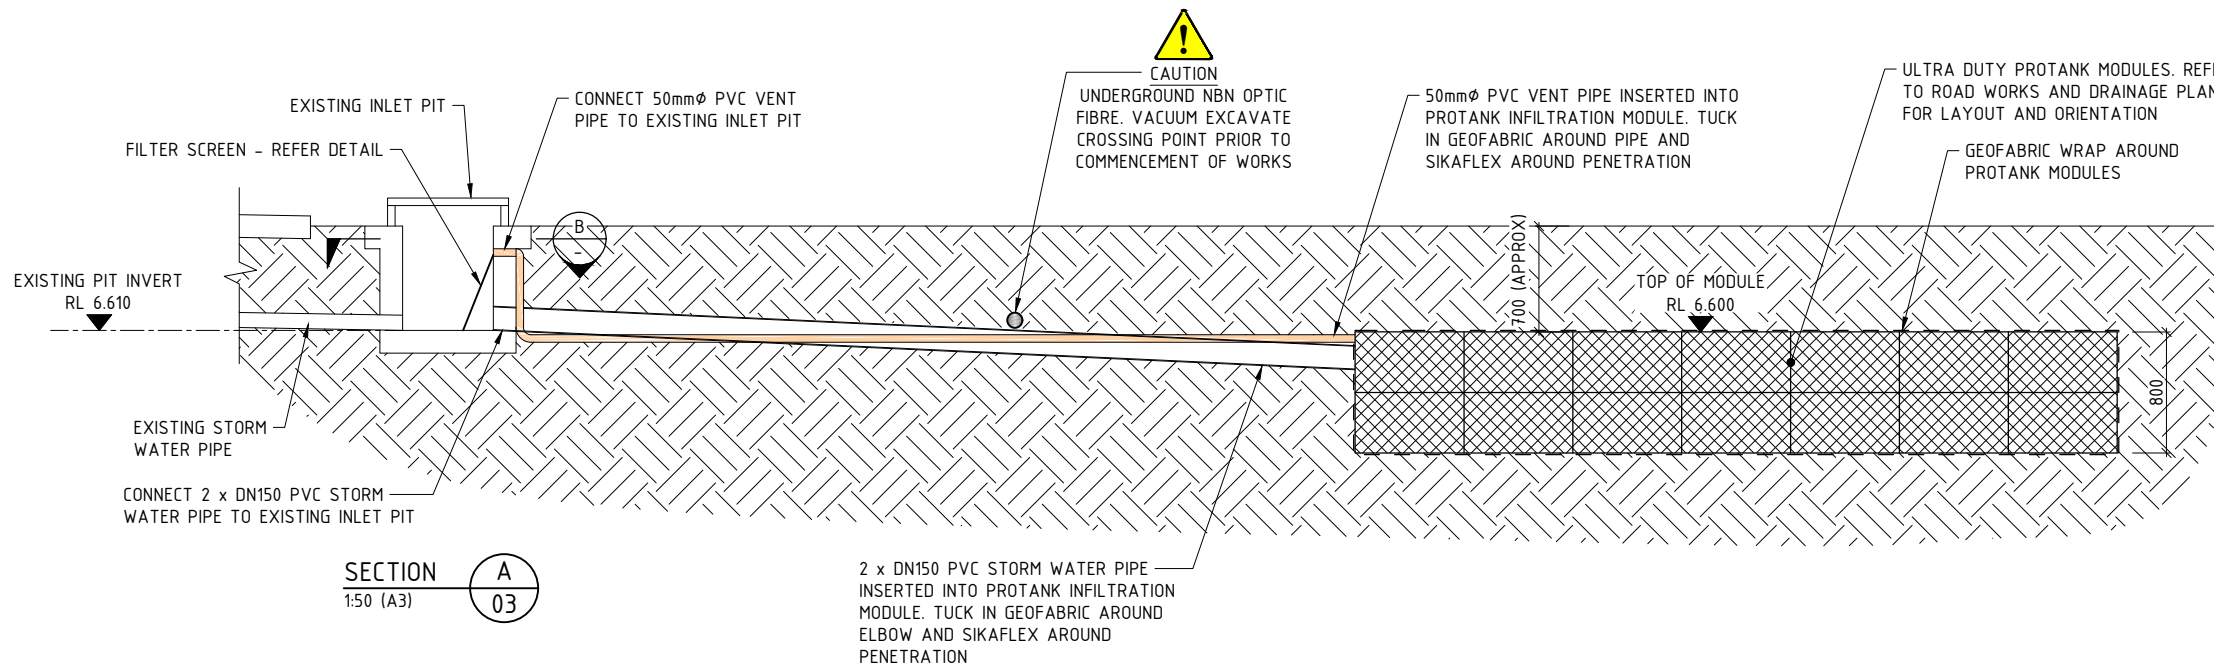 CAUTION
UNDERGROUND NBN OPTIC
FIBRE. VACUUM EXCAVATE
CROSSING POINT PRIOR TO
COMMENCEMENT OF WORKS
EXISTING INLET PIT
CONNECT 50mmØ PVC VENT
PIPE TO EXISTING INLET PIT
FILTER SCREEN - REFER DETAIL
50mmØ PVC VENT PIPE INSERTED INTO
PROTANK INFILTRATION MODULE. TUCK
IN GEOFABRIC AROUND PIPE AND
SIKAFLEX AROUND PENETRATION
ULTRA DUTY PROTANK MODULES. REF
TO ROAD WORKS AND DRAINAGE PLAN
FOR LAYOUT AND ORIENTATION
GEOFABRIC WRAP AROUND
PROTANK MODULES
B
-
EXISTING PIT INVERT
RL 6.610
700 (APPROX)
TOP OF MODULE
RL 6.600
800
EXISTING STORM
WATER PIPE
CONNECT 2 x DN150 PVC STORM
WATER PIPE TO EXISTING INLET PIT
SECTION
1:50 (A3)
A
03
2 x DN150 PVC STORM WATER PIPE
INSERTED INTO PROTANK INFILTRATION
MODULE. TUCK IN GEOFABRIC AROUND
ELBOW AND SIKAFLEX AROUND
PENETRATION